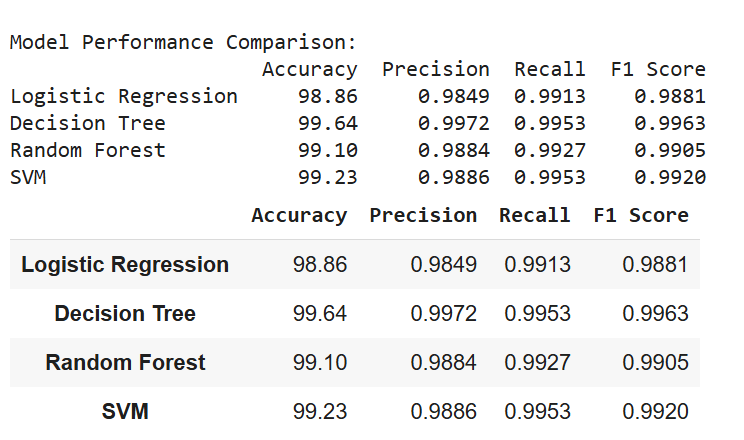 Model Performance Comparison:
Accuracy Precision Recall F1 Score
Logistic Regression 98.86 0.9849 0.9913 0.9881
Decision Tree 99.64 0.9972 0.9953 0.9963
Random Forest 99.10 0.9884 0.9927 0.9905
SVM 99.23 0.9886 0.9953 0.9920
Accuracy Precision Recall F1 Score
Logistic Regression 98.86 0.9849 0.9913 0.9881
Decision Tree 99.64 0.9972 0.9953 0.9963
Random Forest 99.10 0.9884 0.9927 0.9905
SVM 99.23 0.9886 0.9953 0.9920